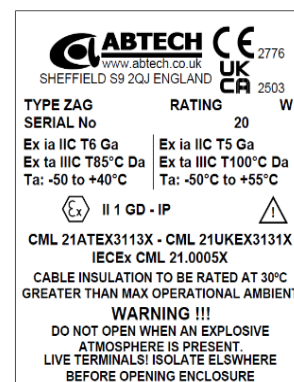 ABTECH CE 2776
www.abtech.co.uk
SHEFFIELD S9 2QJ ENGLAND UK CA 2503
TYPE ZAG RATING W
SERIAL No 20
Ex ia IIC T6 Ga Ex ia IIC T5 Ga
Ex ta IIIC T85°C Da Ex ta IIIC T100°C Da
Ta: -50 to +40°C Ta: -50°C to +55°C
Ex II 1 GD - IP
CML 21ATEX3113X - CML 21UKEX3131X
IECEx CML 21.0005X
CABLE INSULATION TO BE RATED AT 30ºC
GREATER THAN MAX OPERATIONAL AMBIENT
WARNING !!!
DO NOT OPEN WHEN AN EXPLOSIVE
ATMOSPHERE IS PRESENT.
LIVE TERMINALS! ISOLATE ELSWHERE
BEFORE OPENING ENCLOSURE